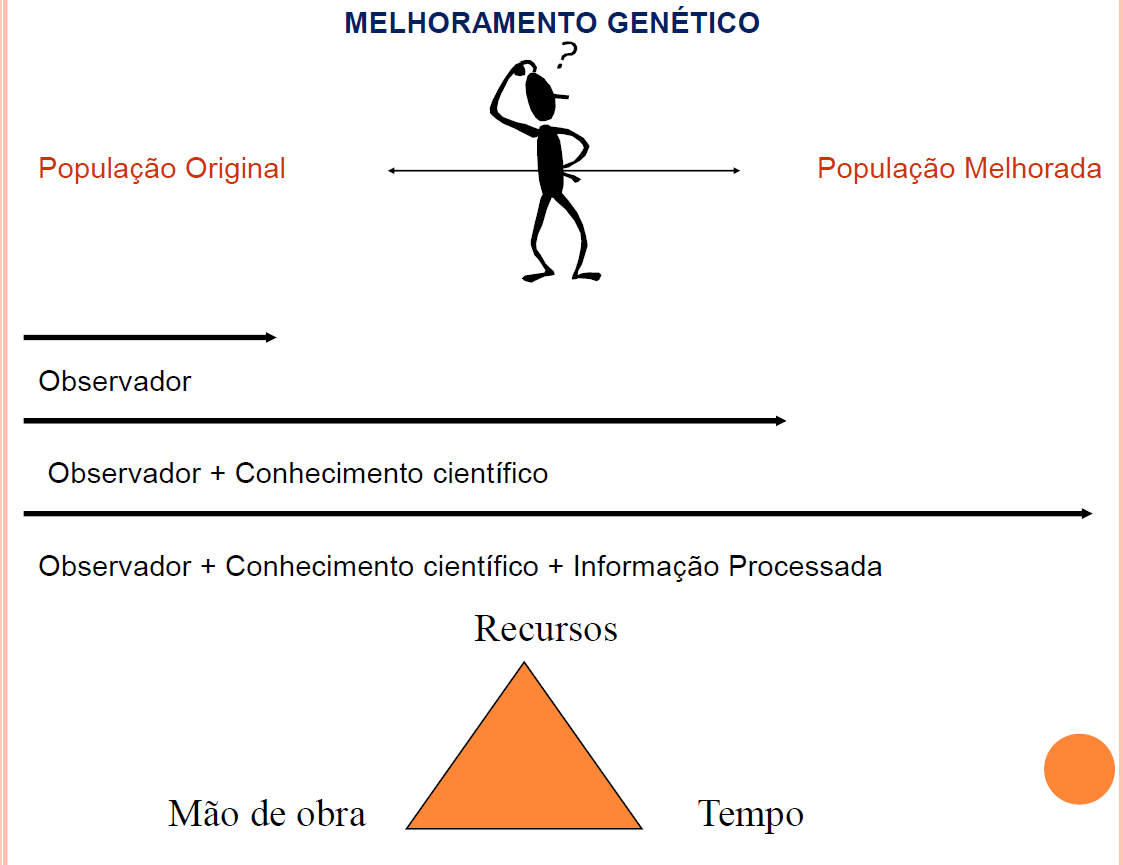 MELHORAMENTO GENÉTICO
?
População Original
População Melhorada
Observador
Observador + Conhecimento científico
Observador + Conhecimento científico + Informação Processada
Recursos
Mão de obra
Tempo